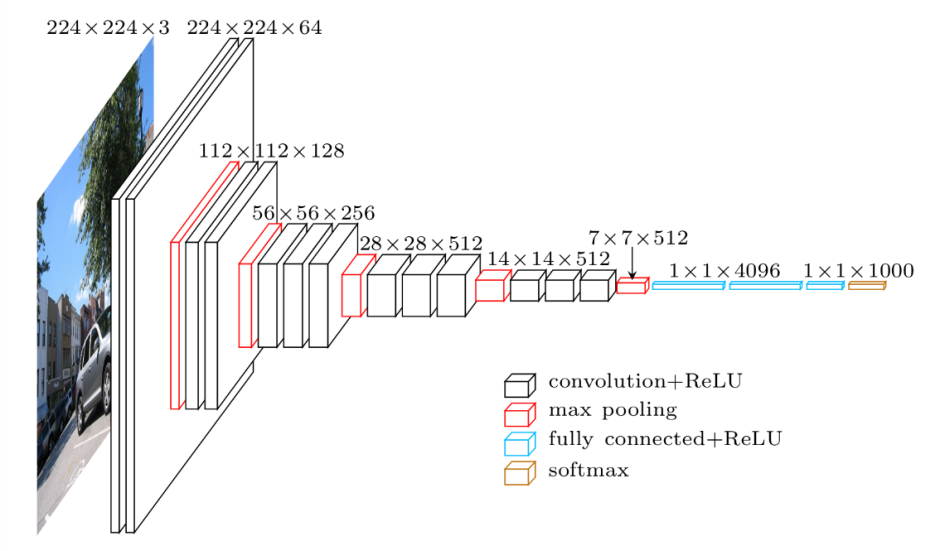 224×224×3
224×224×64
112×112×128
56×56×256
28×28×512
14×14×512
7×7×512
1×1×4096
1×1×1000
convolution+ReLU
max pooling
fully connected+ReLU
softmax